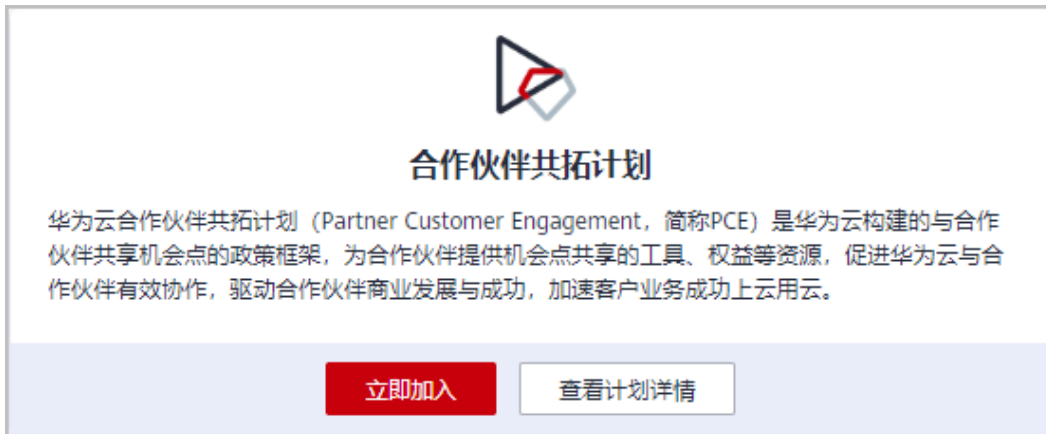 合作伙伴共拓计划
华为云合作伙伴共拓计划（Partner Customer Engagement，简称PCE）是华为云构建的与合作
伙伴共享机会点的政策框架，为合作伙伴提供机会点共享的工具、权益等资源，促进华为云与合
作伙伴有效协作，驱动合作伙伴商业发展与成功，加速客户业务成功上云用云。
立即加入
查看计划详情